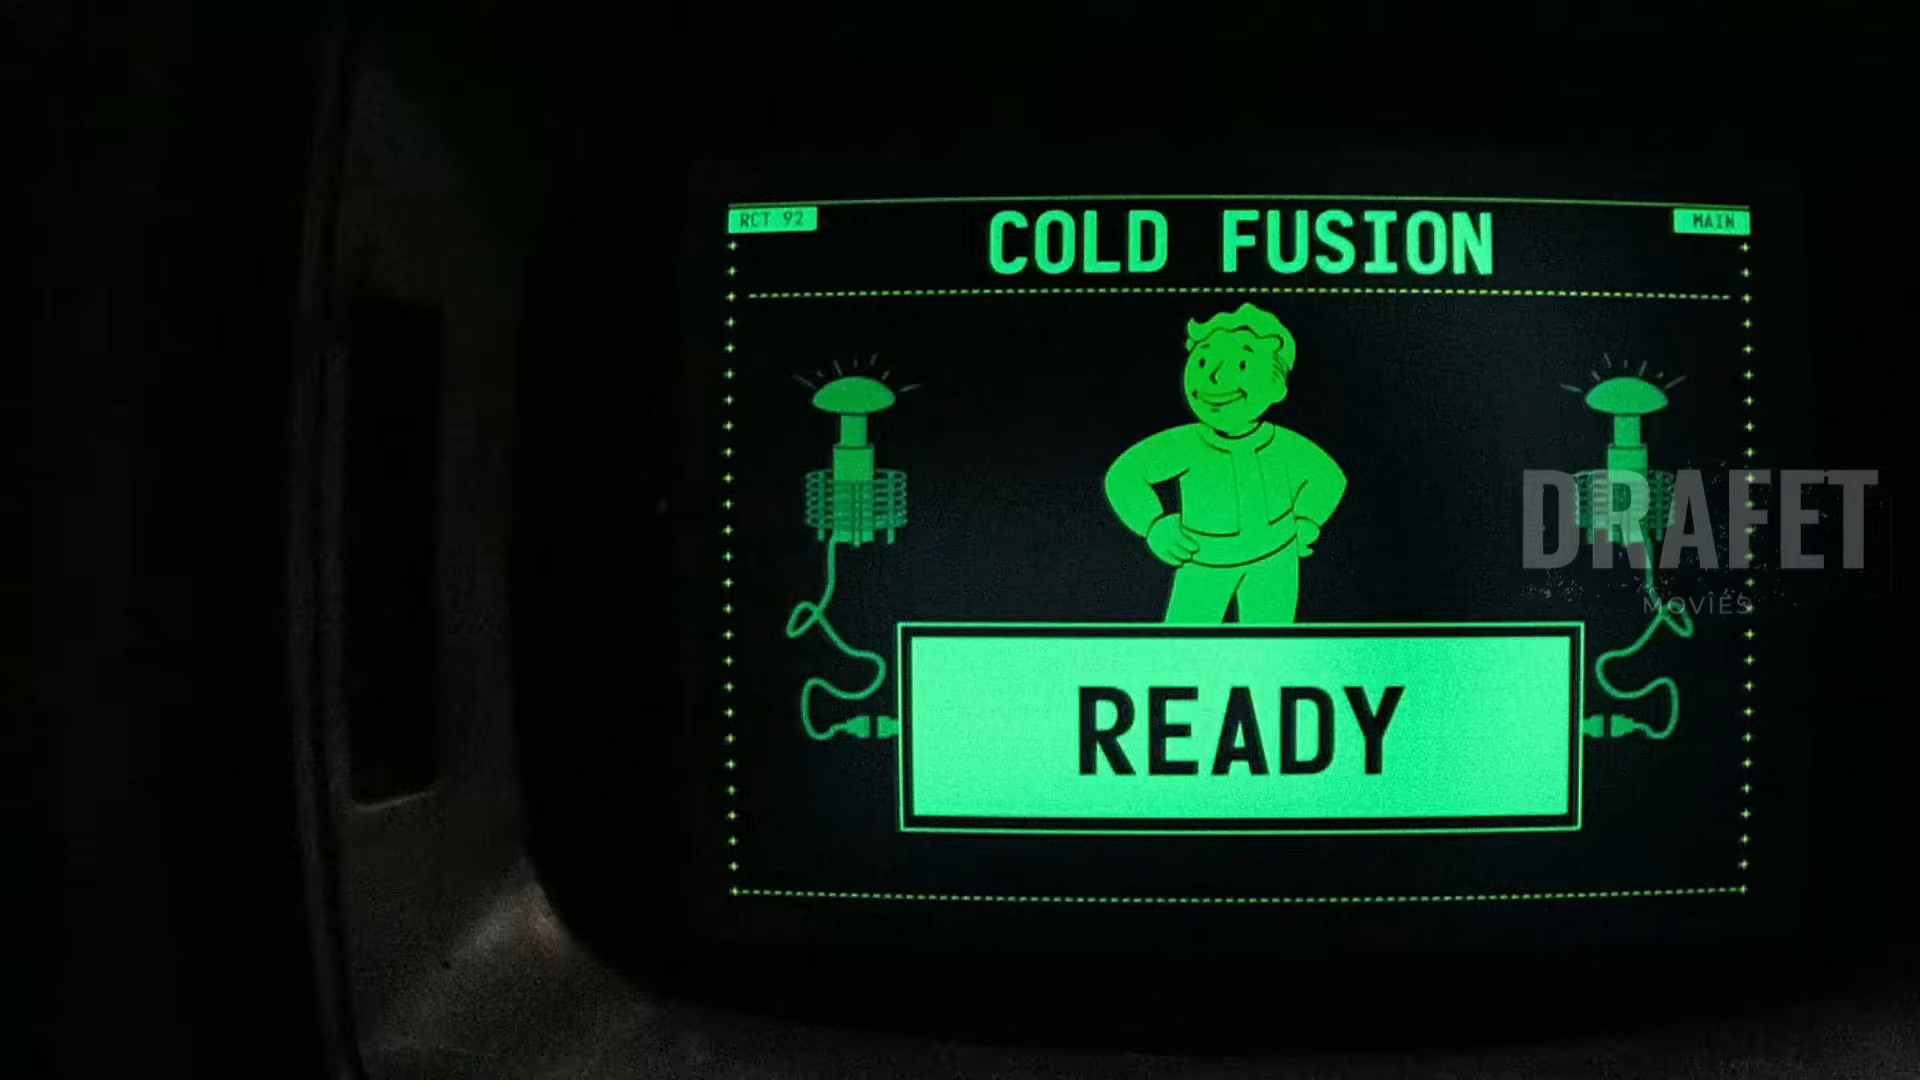 RCT 92
COLD FUSION
MAIN
READY
DRAFET
MOVIES